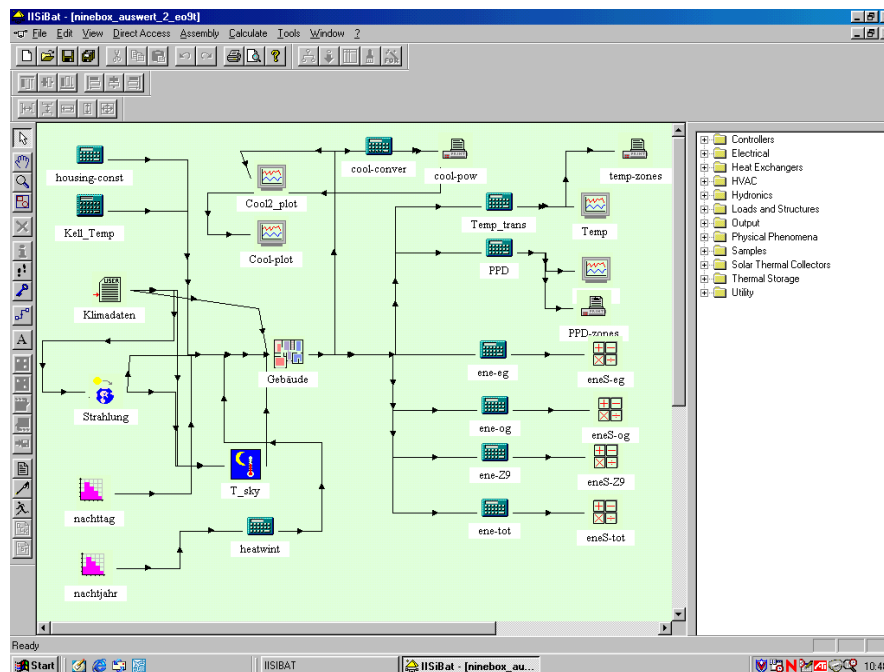 IISiBat - [ninebox_auswert_2_eo9t]
File Edit View Direct Access Assembly Calculate Tools Window ?
housing-const
Kell_Temp
Klimadaten
Strahlung
nachttag
nachtjahr
Cool2_plot
Cool-plot
cool-conver
cool-pow
Gebäude
T_sky
heatwint
Temp_trans
temp-zones
Temp
PPD
PPD-zones
ene-eg
eneS-eg
ene-og
eneS-og
ene-Z9
eneS-Z9
ene-tot
eneS-tot
Controllers
Electrical
Heat Exchangers
HVAC
Hydronics
Loads and Structures
Output
Physical Phenomena
Samples
Solar Thermal Collectors
Thermal Storage
Utility
Ready
Start
IISIBAT
IISiBat - [ninebox_au...